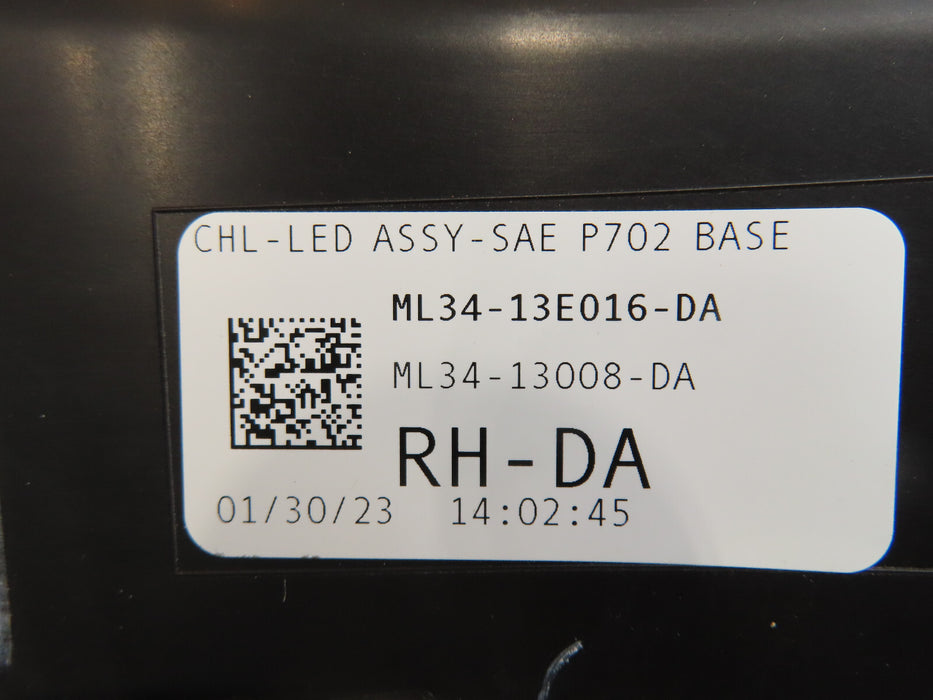 CHL-LED ASSY-SAE P702 BASE
ML34-13E016-DA
ML34-13008-DA
RH-DA
01/30/23 14:02:45